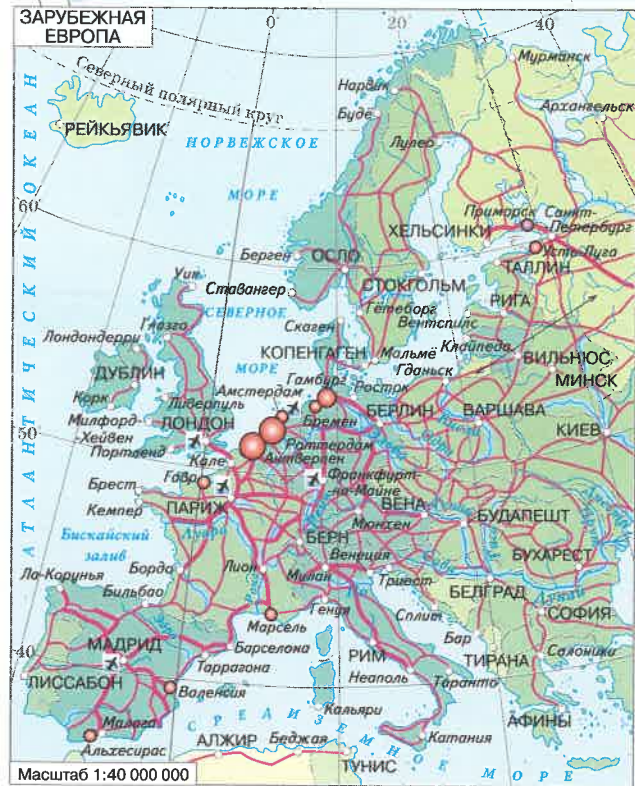 ЗАРУБЕЖНАЯ
ЕВРОПА
0
20
40
Северный полярный круг
Мурманск
Нарвик
Архангельск
РЕЙКЬЯВИК
Будё
НОРВЕЖСКОЕ
МОРЕ
Лулео
60
ХЕЛЬСИНКИ
Приморск
Санкт-
Петербург
Усть-Луга
ТАЛЛИН
Берген
ОСЛО
СТОКГОЛЬМ
Уик
Ставангер
РИГА
СЕВЕРНОЕ
МОРЕ
Гётеборг
Вентспилс
Скаген
Глазго
Лондондерри
КОПЕНГАГЕН
Мальмё
Клайпеда
ВИЛЬНЮС
Гданьск
МИНСК
ДУБЛИН
Амстердам
Гамбург
Росток
Корк
Ливерпуль
Бремен
БЕРЛИН
ВАРШАВА
Милфорд-
-Хейвен
ЛОНДОН
КИЕВ
Портленд
Роттердам
Антверпен
50
Кале
Гавр
Франкфурт-
-на-Майне
Брест
Кемпер
ПАРИЖ
Луара
ВЕНА
Мюнхен
БУДАПЕШТ
Бискайский
залив
БЕРН
Венеция
БУХАРЕСТ
Бордо
Лион
Милан
Триест
Дунай
Ла-Корунья
Бильбао
БЕЛГРАД
Генуя
Сплит
СОФИЯ
Марсель
Бар
40
МАДРИД
Барселона
РИМ
ТИРАНА
Салоники
Таррагона
Неаполь
ЛИССАБОН
Валенсия
Таранто
Кальяри
Малага
СРЕДИЗЕМНОЕ МОРЕ
АФИНЫ
Альхесирас
АЛЖИР
Беджая
ТУНИС
Катания
АТЛАНТИЧЕСКИЙ ОКЕАН
Масштаб 1:40 000 000